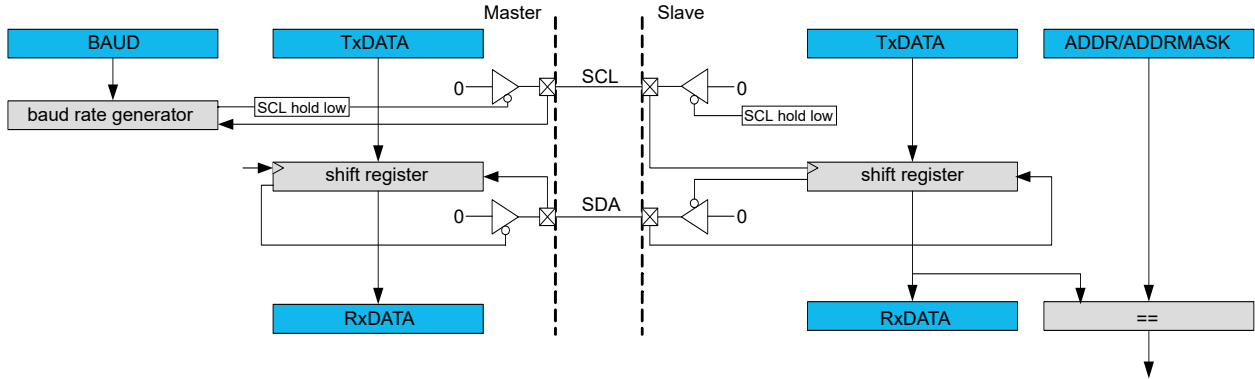 Master
Slave
BAUD
TxDATA
TxDATA
ADDR/ADDRMASK
SCL
0
0
baud rate generator
SCL hold low
SCL hold low
shift register
shift register
SDA
0
0
RxDATA
RxDATA
==